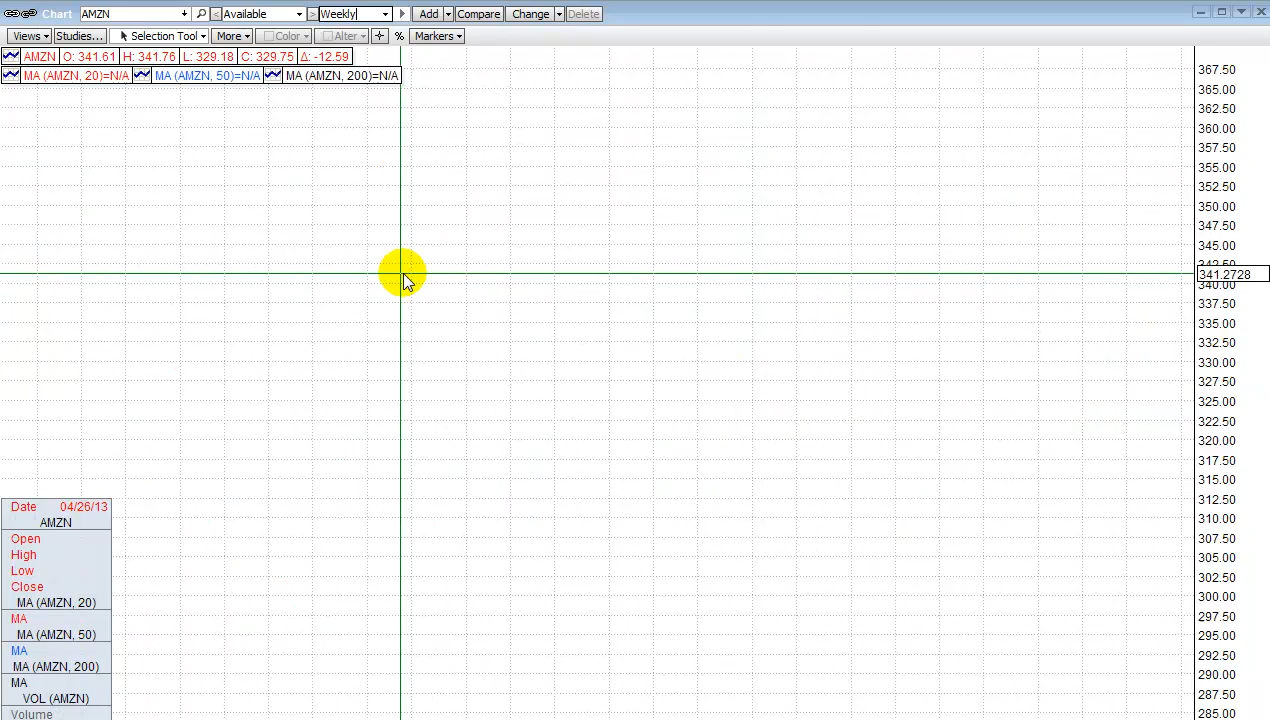 Chart AMZN < Available > Weekly Add Compare Change Delete
Views Studies... Selection Tool More Color Alter % Markers
AMZN O: 341.61 H: 341.76 L: 329.18 C: 329.75 Δ: -12.59
MA (AMZN, 20)=N/A MA (AMZN, 50)=N/A MA (AMZN, 200)=N/A
367.50
365.00
362.50
360.00
357.50
355.00
352.50
350.00
347.50
345.00
342.50
341.2728
340.00
337.50
335.00
332.50
330.00
327.50
325.00
322.50
320.00
317.50
315.00
312.50
310.00
307.50
305.00
302.50
300.00
297.50
295.00
292.50
290.00
287.50
285.00
Date 04/26/13
AMZN
Open
High
Low
Close
MA (AMZN, 20)
MA
MA (AMZN, 50)
MA
MA (AMZN, 200)
MA
VOL (AMZN)
Volume